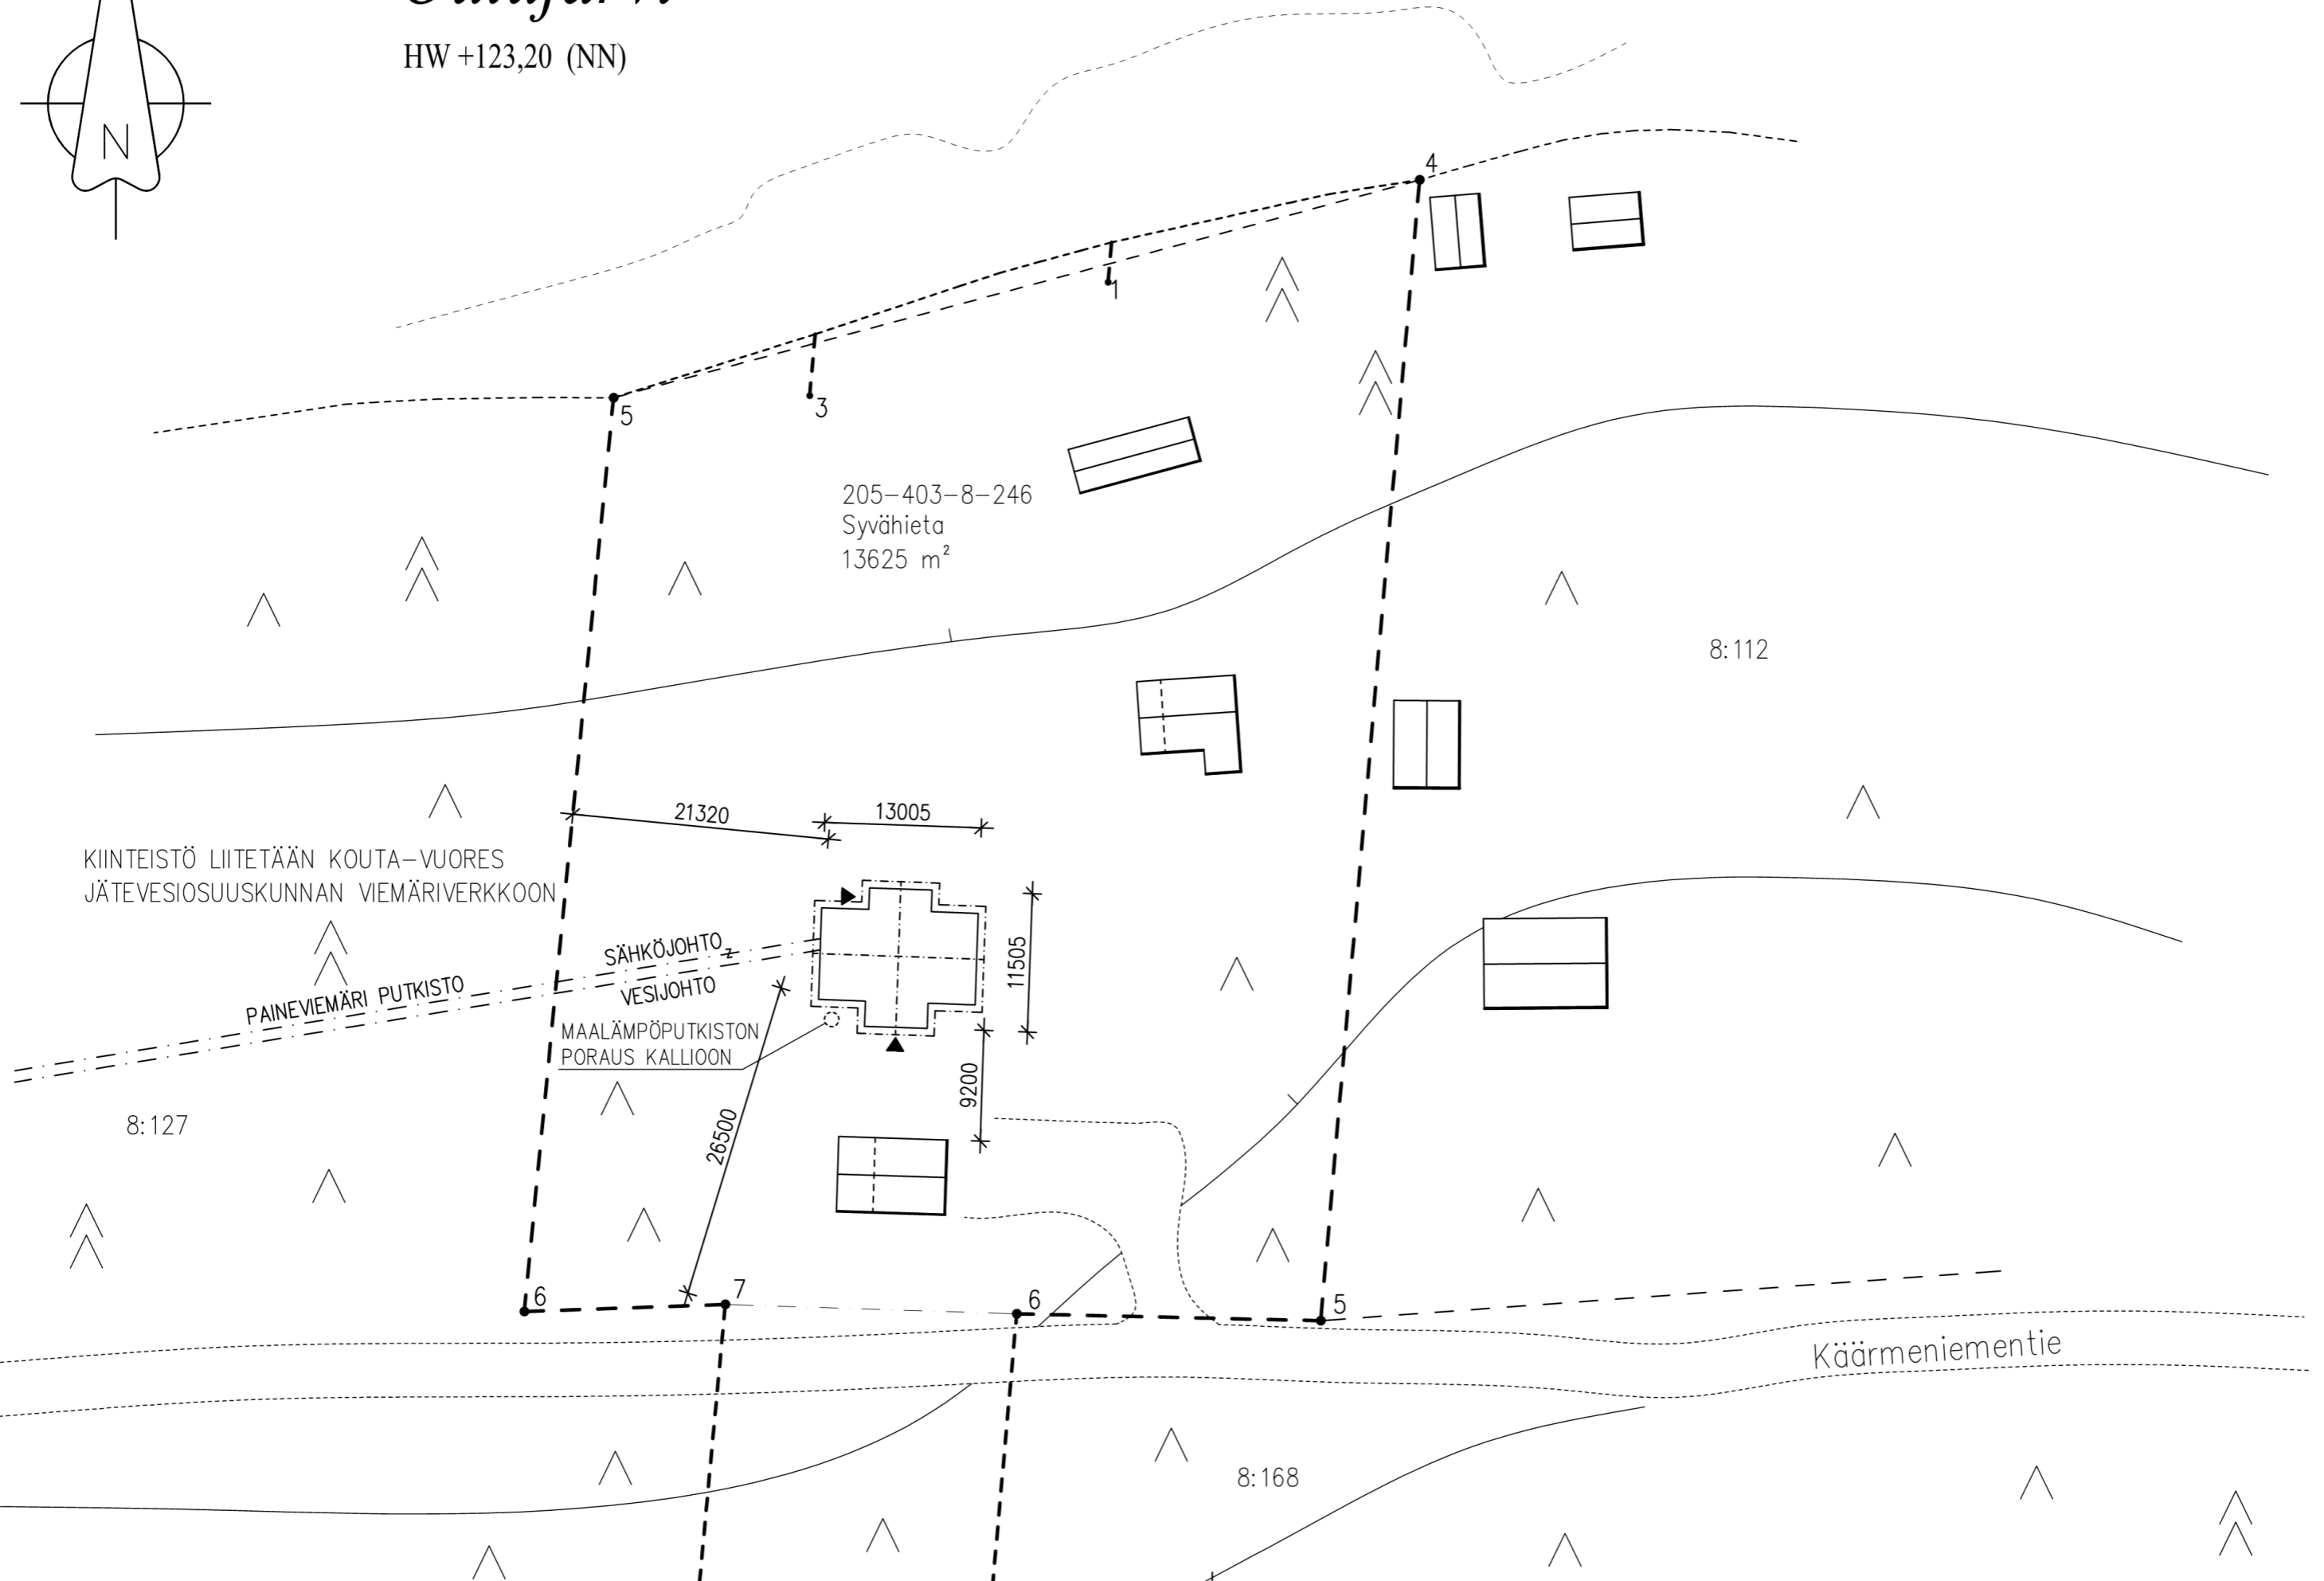 N
HW +123,20 (NN)
4
1
3
5
205-403-8-246
Syvähieta
13625 m²
8:112
21320
13005
KIINTEISTÖ LIITETÄÄN KOUTA-VUORES
JÄTEVESIOSUUSKUNNAN VIEMÄRIVERKKOON
SÄHKÖJOHTO
z
VESIJOHTO
PAINEVIEMÄRI PUTKISTO
11505
MAALÄMPÖPUTKISTON
PORAUS KALLIOON
9200
26500
8:127
6
7
6
5
Käärmeniementie
8:168